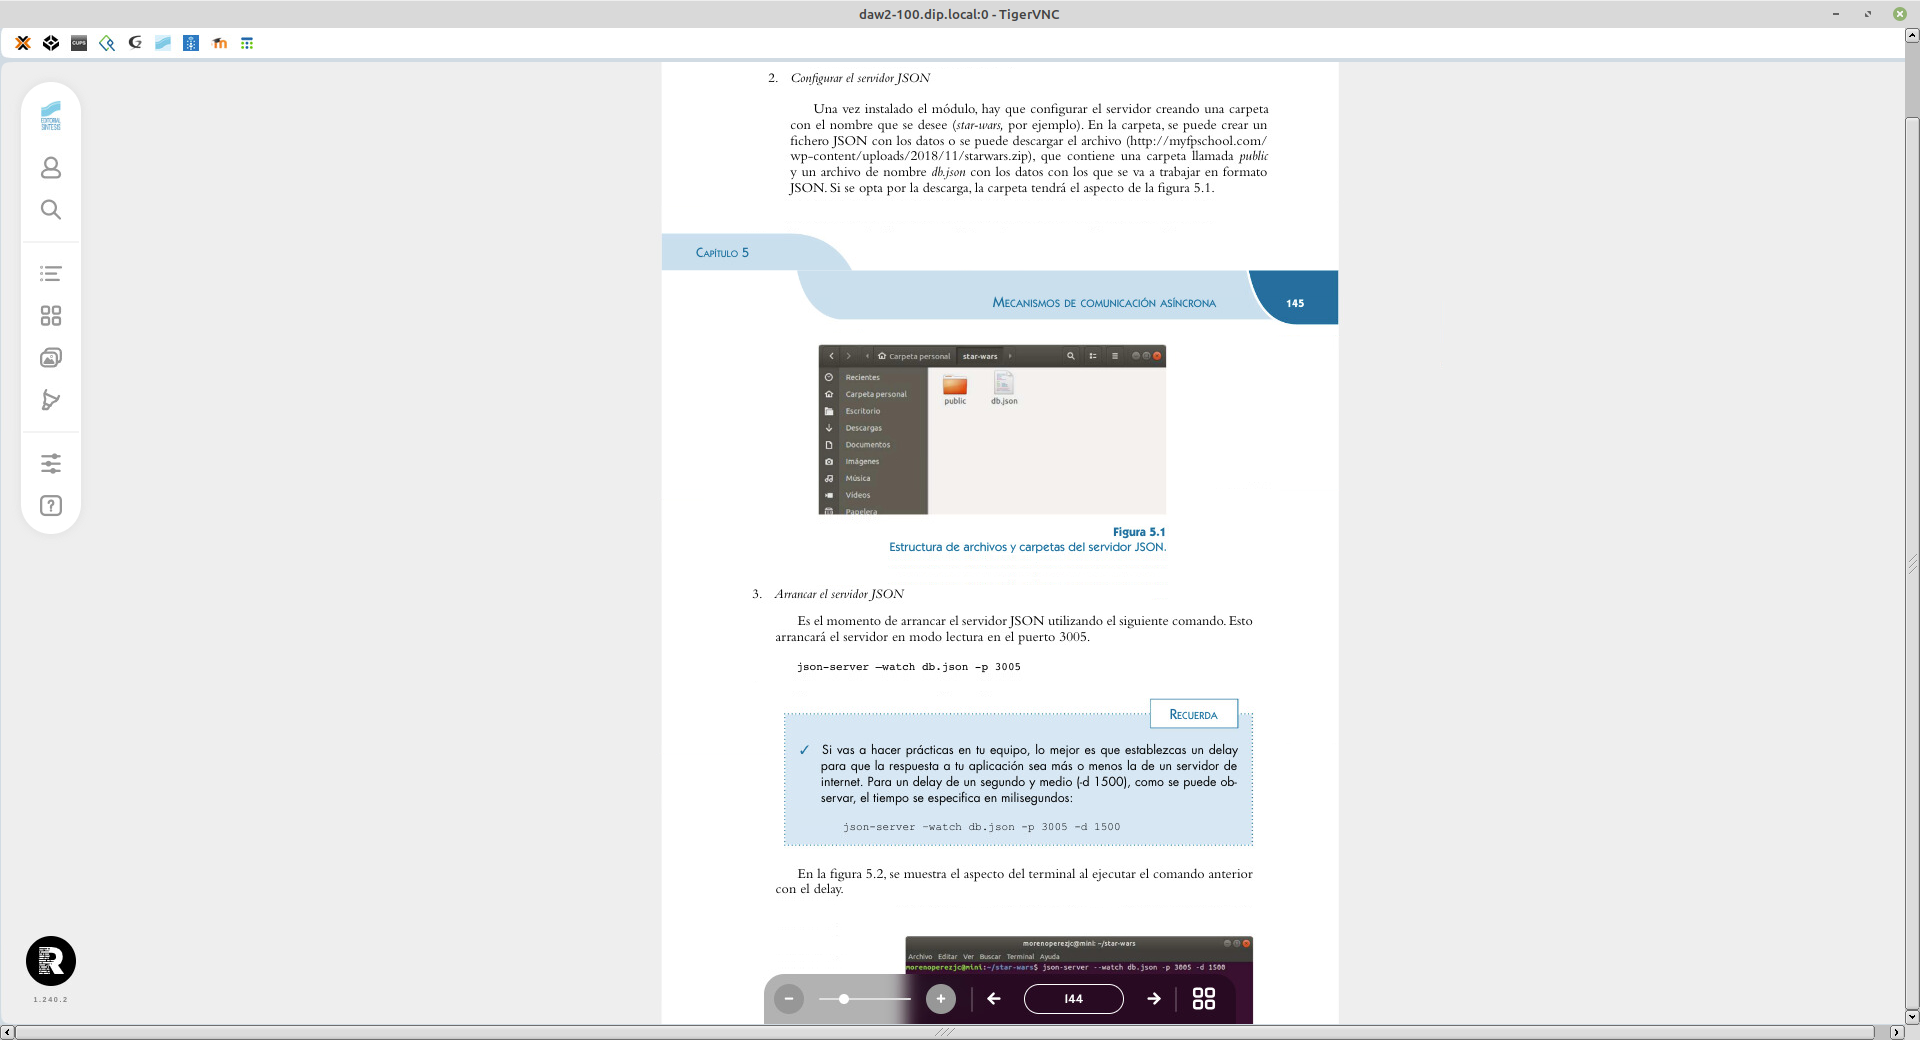 daw2-100.dip.local:0 - TigerVNC
CUPS
EDITORIAL
SINTESIS
2. Configurar el servidor JSON
Una vez instalado el módulo, hay que configurar el servidor creando una carpeta
con el nombre que se desee (star-wars, por ejemplo). En la carpeta, se puede crear un
fichero JSON con los datos o se puede descargar el archivo (http://myfpschool.com/
wp-content/uploads/2018/11/starwars.zip), que contiene una carpeta llamada public
y un archivo de nombre db.json con los datos con los que se va a trabajar en formato
JSON. Si se opta por la descarga, la carpeta tendrá el aspecto de la figura 5.1.
Capítulo 5
Mecanismos de comunicación asíncrona
145
Carpeta personal
star-wars
Recientes
Carpeta personal
Escritorio
Descargas
Documentos
Imágenes
Música
Vídeos
Papelera
public
db.json
Figura 5.1
Estructura de archivos y carpetas del servidor JSON.
3. Arrancar el servidor JSON
Es el momento de arrancar el servidor JSON utilizando el siguiente comando. Esto
arrancará el servidor en modo lectura en el puerto 3005.
json-server –watch db.json -p 3005
Recuerda
✓ Si vas a hacer prácticas en tu equipo, lo mejor es que establezcas un delay
para que la respuesta a tu aplicación sea más o menos la de un servidor de
internet. Para un delay de un segundo y medio (-d 1500), como se puede ob-
servar, el tiempo se especifica en milisegundos:
json-server –watch db.json -p 3005 -d 1500
En la figura 5.2, se muestra el aspecto del terminal al ejecutar el comando anterior
con el delay.
morenoperezjc@mini: ~/star-wars
Archivo Editar Ver Buscar Terminal Ayuda
morenoperezjc@mini:~/star-wars$ json-server --watch db.json -p 3005 -d 1500
144
R
1.240.2